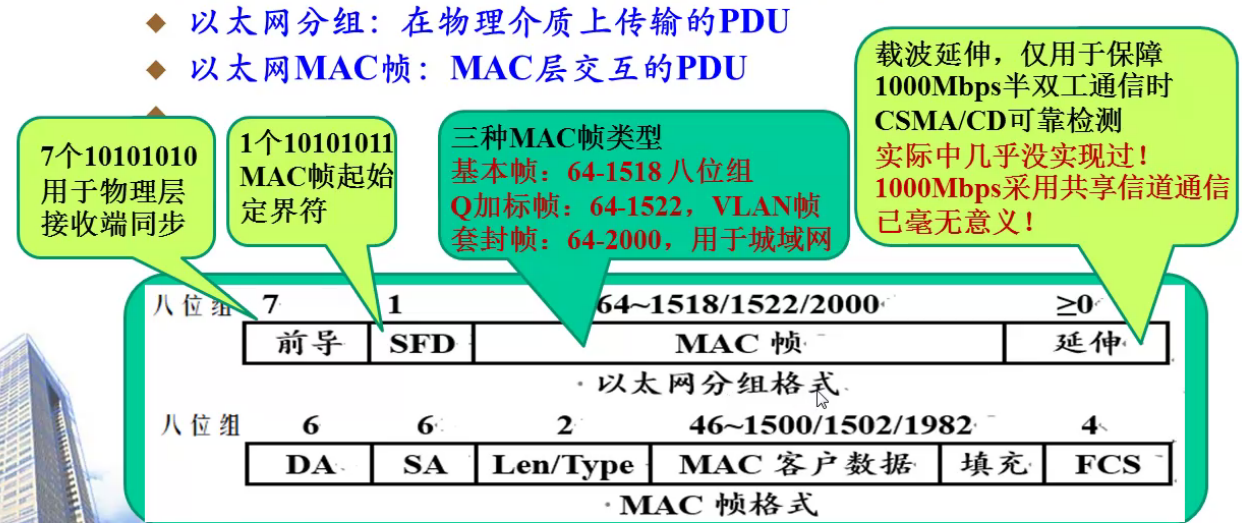 以太网分组：在物理介质上传输的PDU
以太网MAC帧：MAC层交互的PDU
7个10101010
用于物理层
接收端同步
1个10101011
MAC帧起始
定界符
三种MAC帧类型
基本帧：64-1518八位组
Q加标帧：64-1522，VLAN帧
套封帧：64-2000，用于城域网
载波延伸，仅用于保障
1000Mbps半双工通信时
CSMA/CD可靠检测
实际中几乎没实现过！
1000Mbps采用共享信道通信
已毫无意义！
八位组 7 1 64~1518/1522/2000 ≥0
前导 SFD MAC 帧 延伸
·以太网分组格式
八位组 6 6 2 46~1500/1502/1982 4
DA SA Len/Type MAC 客户数据 填充 FCS
·MAC 帧格式